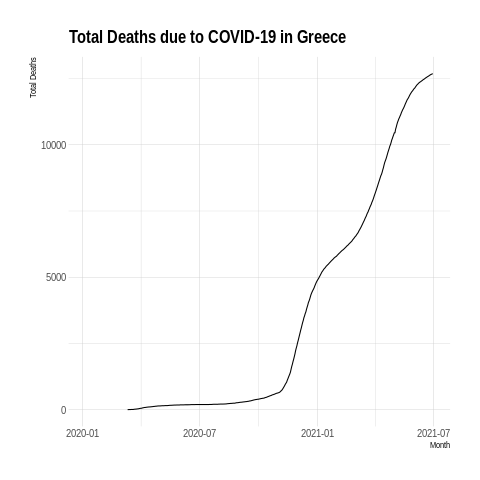 Total Deaths due to COVID-19 in Greece
Total Deaths
10000
5000
0
2020-01 2020-07 2021-01 2021-07
Month